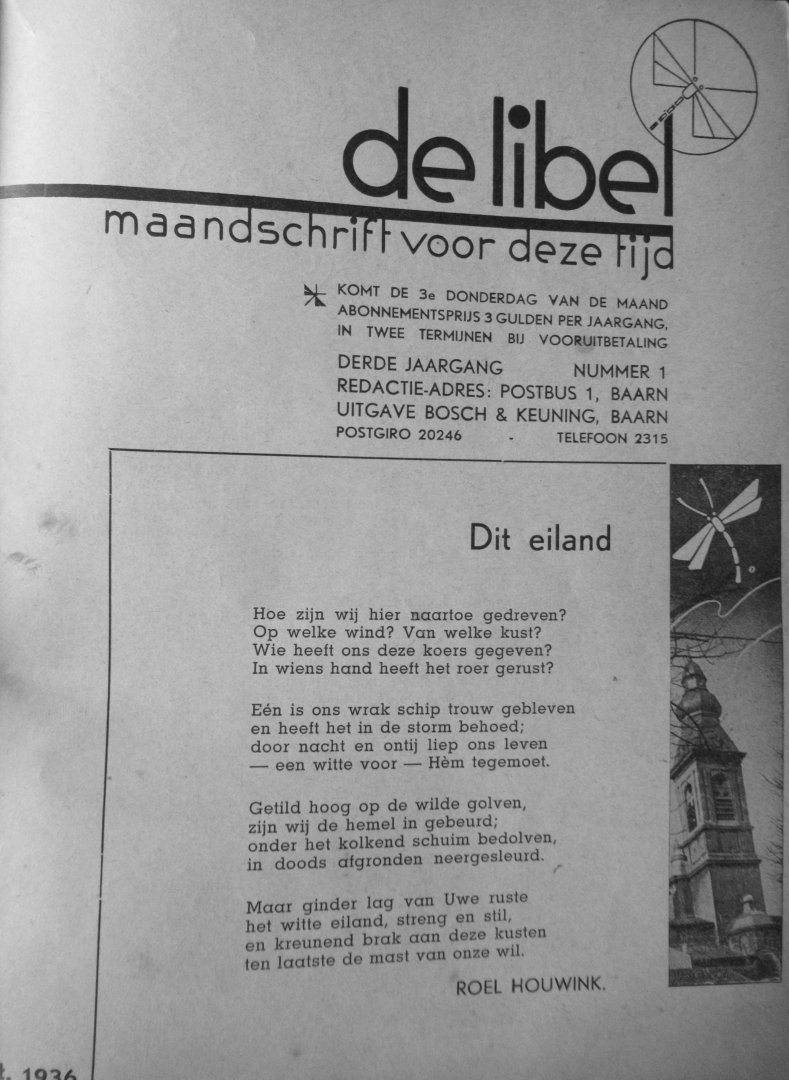 de libel
maandschrift voor deze tijd
KOMT DE 3e DONDERDAG VAN DE MAAND
ABONNEMENTSPRIJS 3 GULDEN PER JAARGANG,
IN TWEE TERMIJNEN BIJ VOORUITBETALING
DERDE JAARGANG NUMMER 1
REDACTIE-ADRES: POSTBUS 1, BAARN
UITGAVE BOSCH & KEUNING, BAARN
POSTGIRO 20246 - TELEFOON 2315
Dit eiland
Hoe zijn wij hier naartoe gedreven?
Op welke wind? Van welke kust?
Wie heeft ons deze koers gegeven?
In wiens hand heeft het roer gerust?
Eén is ons wrak schip trouw gebleven
en heeft het in de storm behoed;
door nacht en ontij liep ons leven
— een witte voor — Hèm tegemoet.
Getild hoog op de wilde golven,
zijn wij de hemel in gebeurd;
onder het kolkend schuim bedolven,
in doods afgronden neergesleurd.
Maar ginder lag van Uwe ruste
het witte eiland, streng en stil,
en kreunend brak aan deze kusten
ten laatste de mast van onze wil.
ROEL HOUWINK.
1936